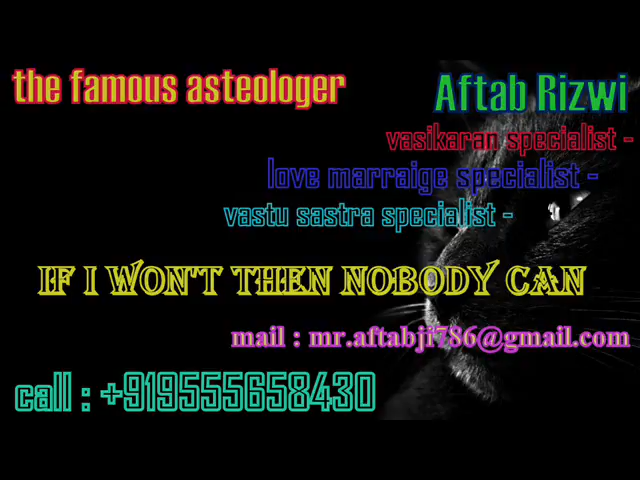 the famous asteologer
Aftab Rizwi
vasikaran specialist -
love marraige specialist -
vastu sastra specialist -
IF I WON'T THEN NOBODY CAN
mail : mr.aftabji786@gmail.com
call : +919555658430